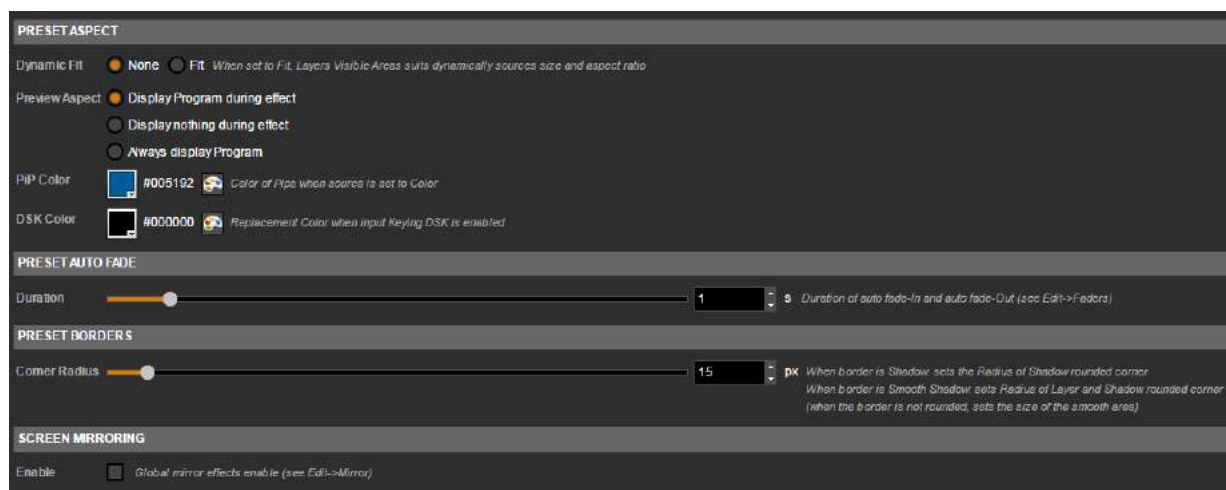 PRESET ASPECT
Dynamic Fit None Fit When set to Fit, Layers Visible Areas suits dynamically sources size and aspect ratio
Preview Aspect Display Program during effect
Display nothing during effect
Always display Program
PiP Color #005192 Color of Pips when source is set to Color
DSK Color #000000 Replacement Color when input Keying DSK is enabled
PRESET AUTO FADE
Duration 1 s Duration of auto fade-In and auto fade-Out (see Edit->Faders)
PRESET BORDERS
Corner Radius 15 px When border is Shadow: sets the Radius of Shadow rounded corner
When border is Smooth Shadow: sets Radius of Layer and Shadow rounded corner
(when the border is not rounded, sets the size of the smooth area)
SCREEN MIRRORING
Enable Global mirror effects enable (see Edit->Mirror)